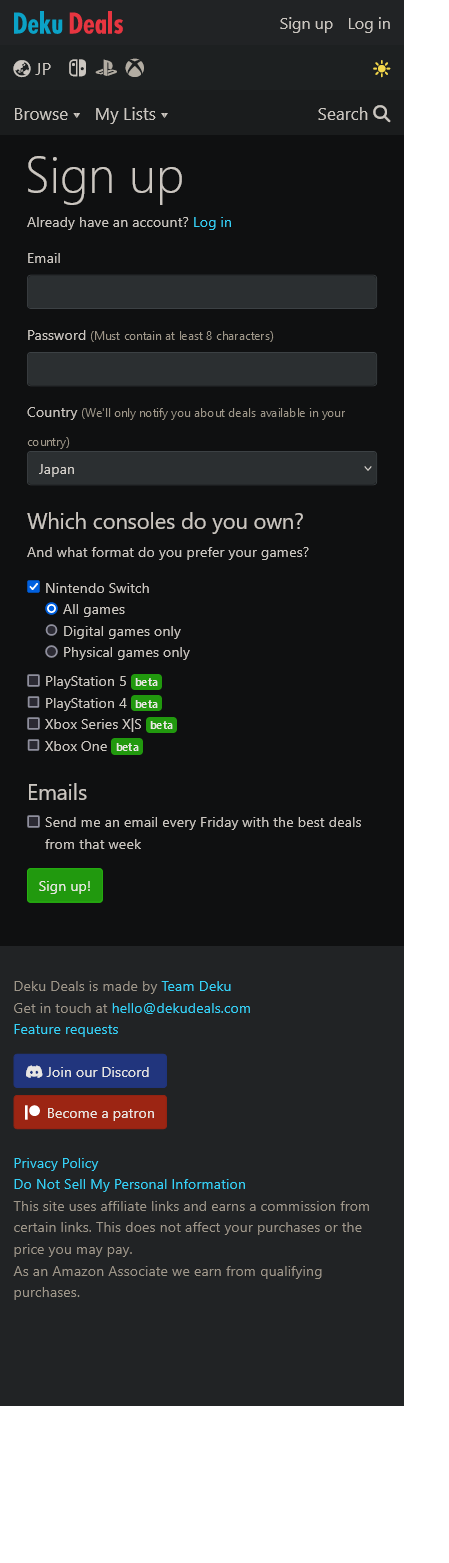 Deku Deals
Sign up
Log in
JP
Browse
My Lists
Search
Sign up
Already have an account? Log in
Email
Password (Must contain at least 8 characters)
Country (We'll only notify you about deals available in your
country)
Japan
Which consoles do you own?
And what format do you prefer your games?
Nintendo Switch
All games
Digital games only
Physical games only
PlayStation 5 beta
PlayStation 4 beta
Xbox Series X|S beta
Xbox One beta
Emails
Send me an email every Friday with the best deals
from that week
Sign up!
Deku Deals is made by Team Deku
Get in touch at hello@dekudeals.com
Feature requests
Join our Discord
Become a patron
Privacy Policy
Do Not Sell My Personal Information
This site uses affiliate links and earns a commission from
certain links. This does not affect your purchases or the
price you may pay.
As an Amazon Associate we earn from qualifying
purchases.